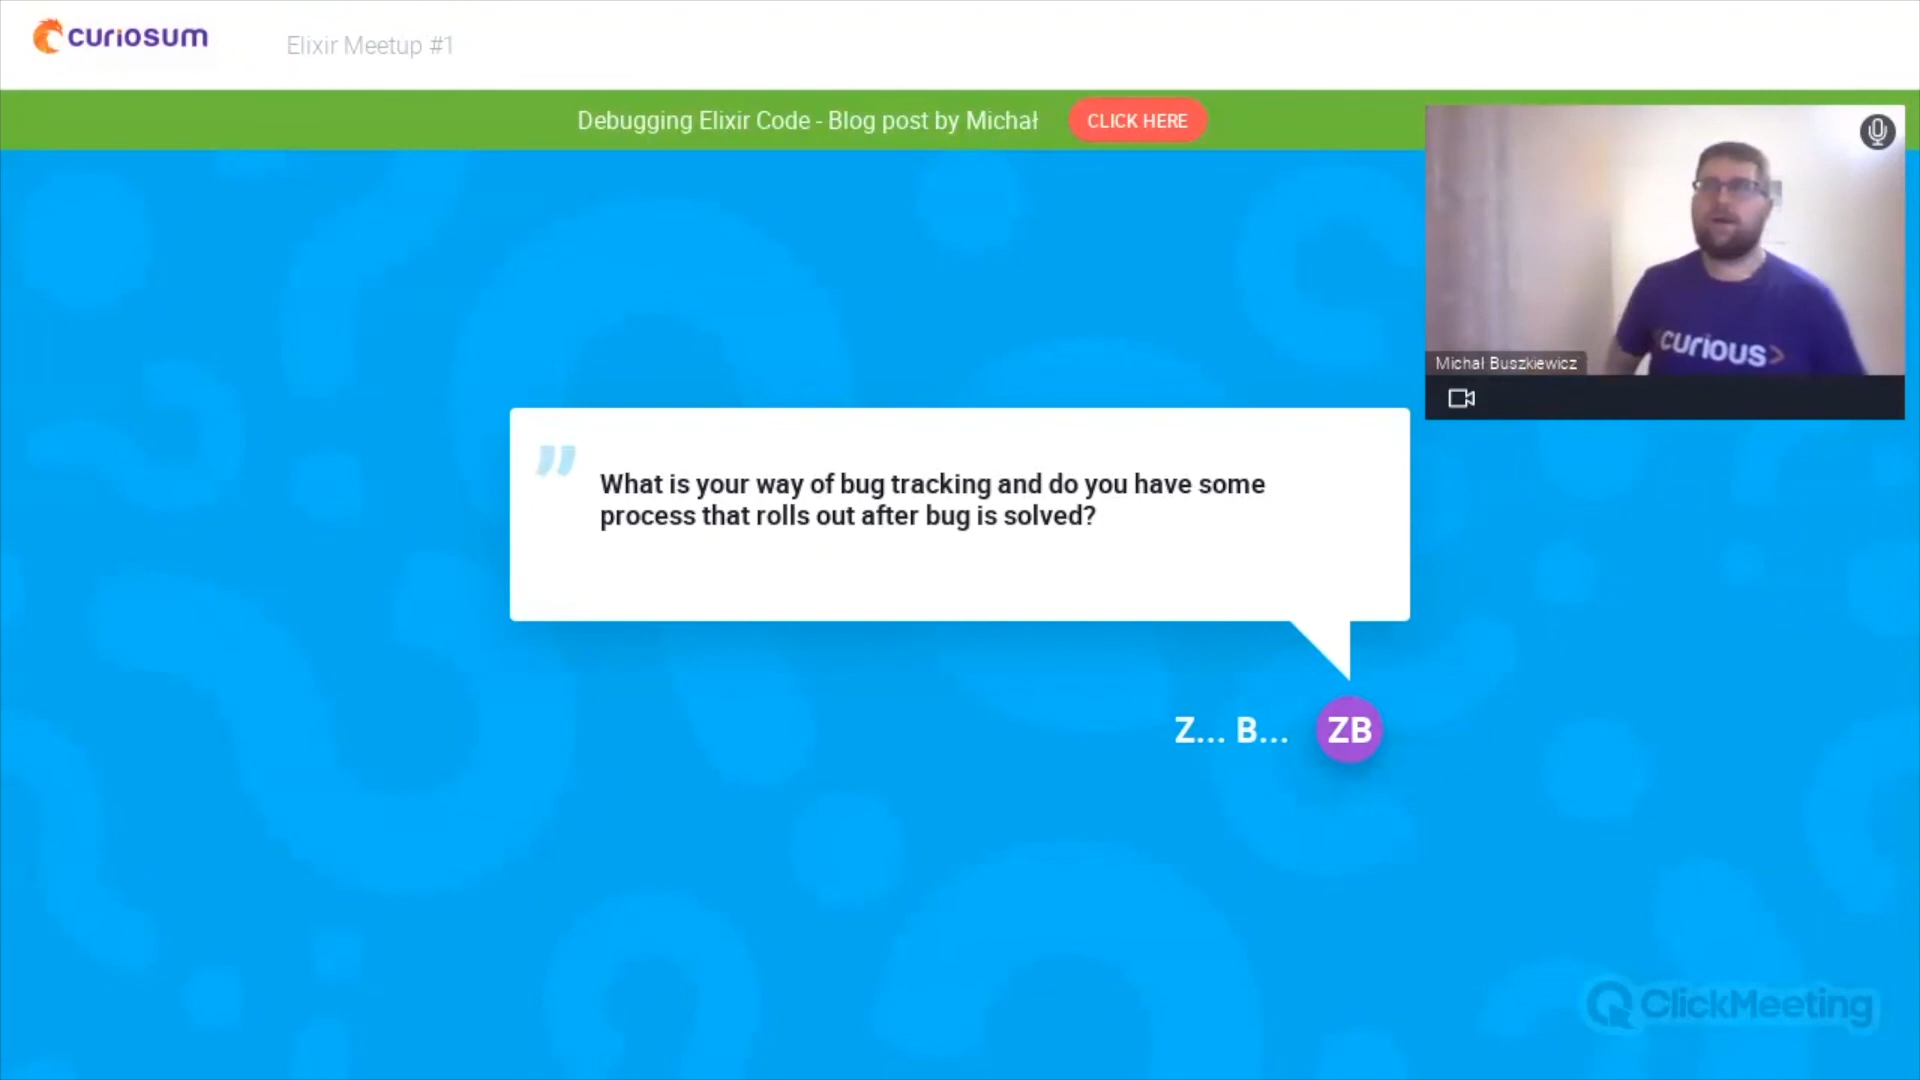 curiosum
Elixir Meetup #1
Debugging Elixir Code - Blog post by Michał
CLICK HERE
curious>
Michał Buszkiewicz
What is your way of bug tracking and do you have some
process that rolls out after bug is solved?
Z... B...
ZB
ClickMeeting